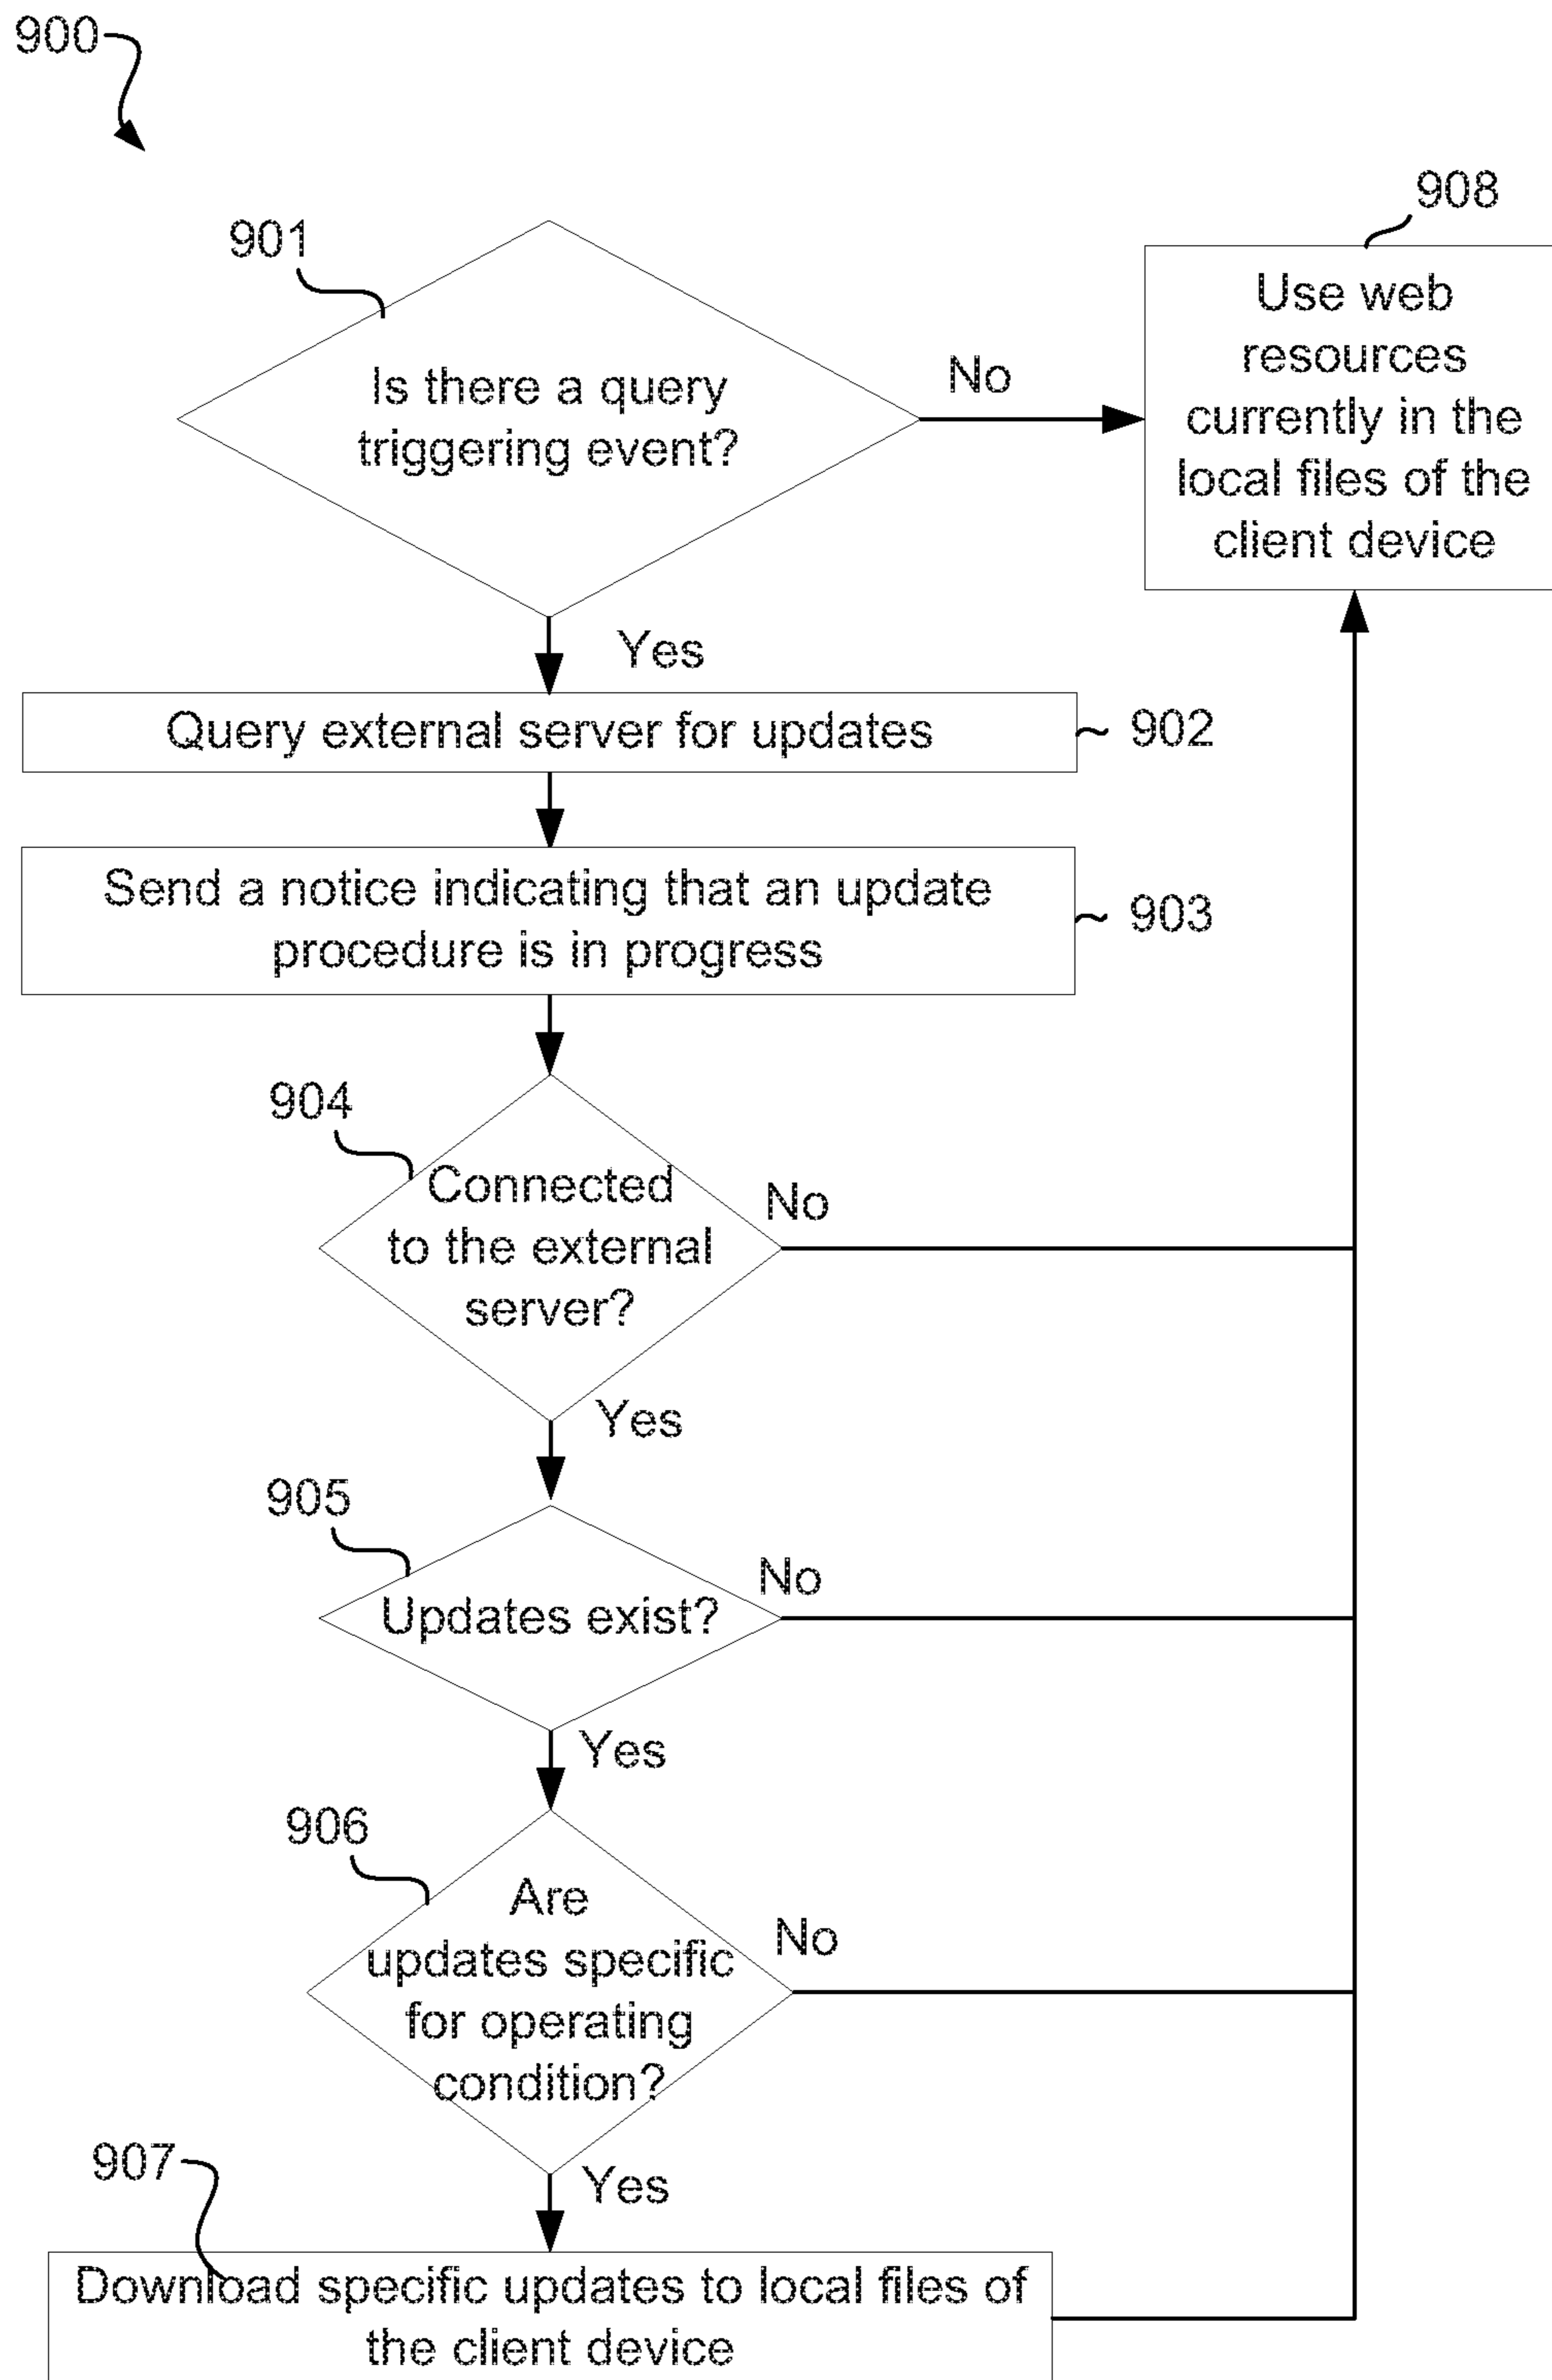 900
908
901
Use web
resources
currently in the
local files of the
client device
Is there a query
triggering event?
No
Yes
Query external server for updates
902
Send a notice indicating that an update
procedure is in progress
903
904
Connected
to the external
server?
No
Yes
905
Updates exist?
No
Yes
906
Are
updates specific
for operating
condition?
No
Yes
907
Download specific updates to local files of
the client device